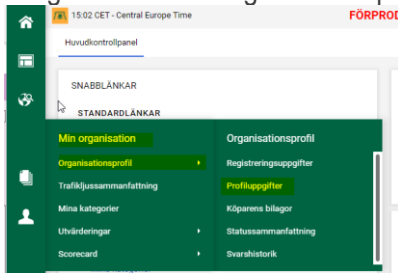 15:02 CET - Central Europe Time
FÖRPROD
Huvudkontrollpanel
SNABBLÄNKAR
STANDARDLÄNKAR
Min organisation
Organisationsprofil
Trafikljussammanfattning
Mina kategorier
Utvärderingar
Scorecard
Organisationsprofil
Registreringsuppgifter
Profiluppgifter
Köparens bilagor
Statussammanfattning
Svarshistorik